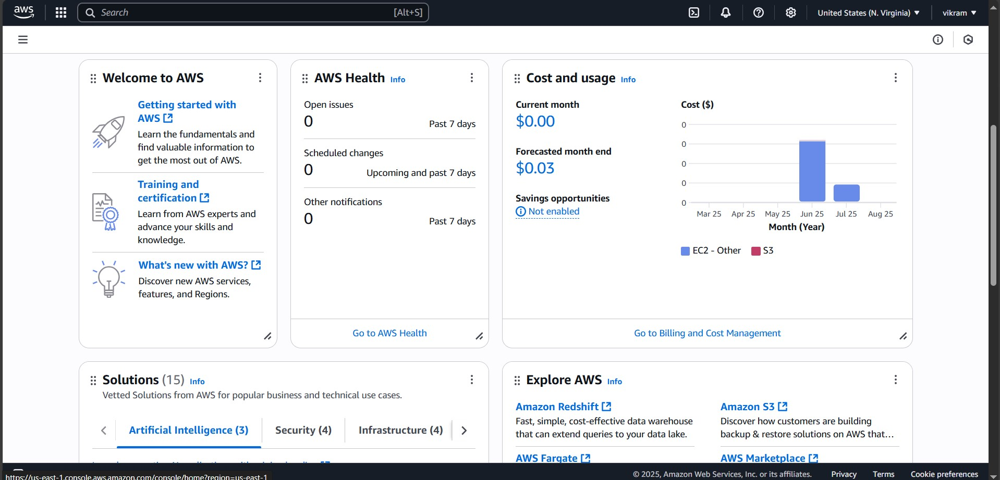 aws
Search [Alt+S]
United States (N. Virginia)
vikram
Welcome to AWS
Getting started with
AWS
Learn the fundamentals and
find valuable information to
get the most out of AWS.
Training and
certification
Learn from AWS experts and
advance your skills and
knowledge.
What's new with AWS?
Discover new AWS services,
features, and Regions.
AWS Health Info
Open issues
0
Past 7 days
Scheduled changes
0
Upcoming and past 7 days
Other notifications
0
Past 7 days
Go to AWS Health
Cost and usage Info
Current month
$0.00
Forecasted month end
$0.03
Savings opportunities
Not enabled
Cost ($)
0
0
0
0
0
Mar 25 Apr 25 May 25 Jun 25 Jul 25 Aug 25
Month (Year)
EC2 - Other S3
Go to Billing and Cost Management
Solutions (15) Info
Vetted Solutions from AWS for popular business and technical use cases.
Artificial Intelligence (3) Security (4) Infrastructure (4)
Explore AWS Info
Amazon Redshift
Fast, simple, cost-effective data warehouse
that can extend queries to your data lake.
Amazon S3
Discover how customers are building
backup & restore solutions on AWS that...
AWS Fargate
AWS Marketplace
https://us-east-1.console.aws.amazon.com/console/home?region=us-east-1
© 2025, Amazon Web Services, Inc. or its affiliates. Privacy Terms Cookie preferences